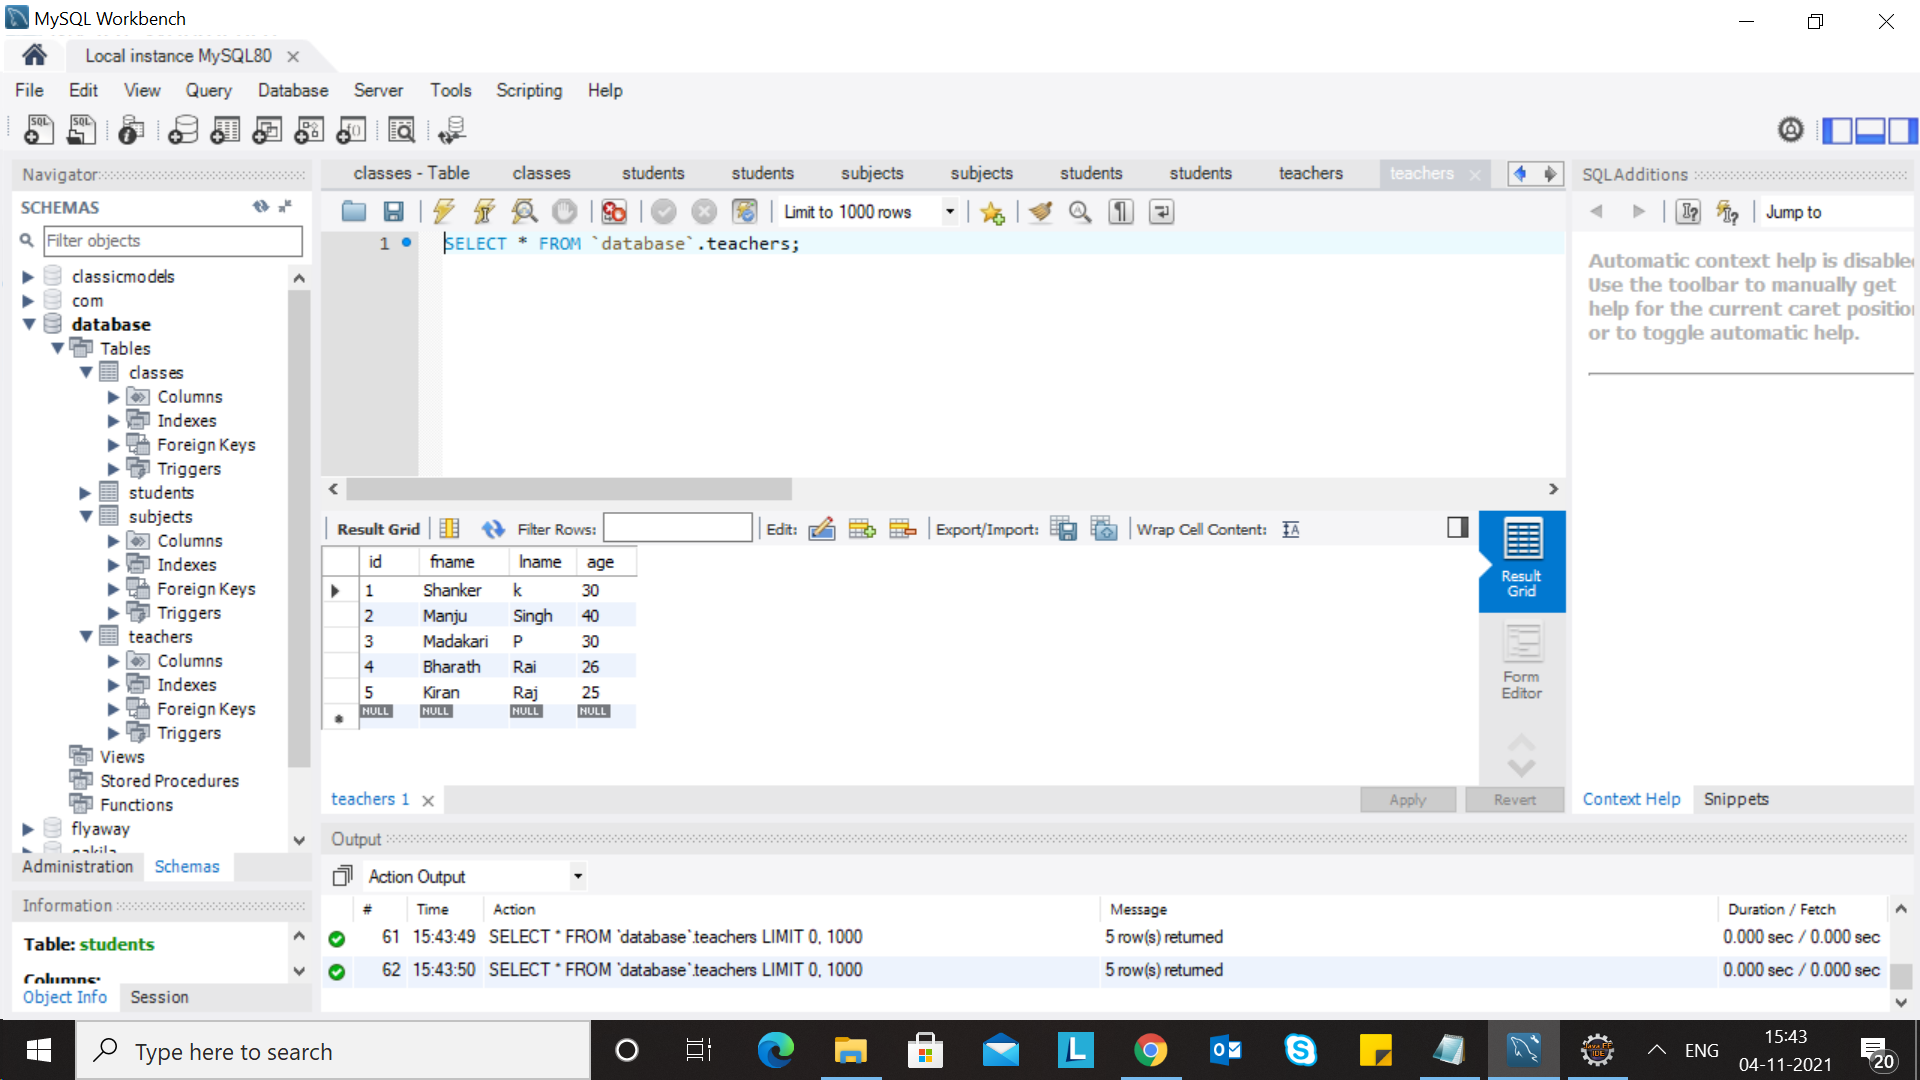 MySQL Workbench
Local instance MySQL80
File Edit View Query Database Server Tools Scripting Help
Navigator
SCHEMAS
Filter objects
classicmodels
com
database
Tables
classes
Columns
Indexes
Foreign Keys
Triggers
students
subjects
Columns
Indexes
Foreign Keys
Triggers
teachers
Columns
Indexes
Foreign Keys
Triggers
Views
Stored Procedures
Functions
flyaway
Administration Schemas
Information
Table: students
Columns:
Object Info Session
classes - Table classes students students subjects subjects students students teachers teachers
Limit to 1000 rows
1 SELECT * FROM `database`.teachers;
Result Grid Filter Rows: Edit: Export/Import: Wrap Cell Content:
id fname lname age
1 Shanker k 30
2 Manju Singh 40
3 Madakari P 30
4 Bharath Rai 26
5 Kiran Raj 25
NULL NULL NULL NULL
Result Grid
Form Editor
teachers 1
Apply Revert
SQLAdditions
Jump to
Automatic context help is disabled
Use the toolbar to manually get
help for the current caret position
or to toggle automatic help.
Context Help Snippets
Output
Action Output
# Time Action Message Duration / Fetch
61 15:43:49 SELECT * FROM `database`.teachers LIMIT 0, 1000 5 row(s) returned 0.000 sec / 0.000 sec
62 15:43:50 SELECT * FROM `database`.teachers LIMIT 0, 1000 5 row(s) returned 0.000 sec / 0.000 sec
Type here to search
ENG
15:43
04-11-2021
20